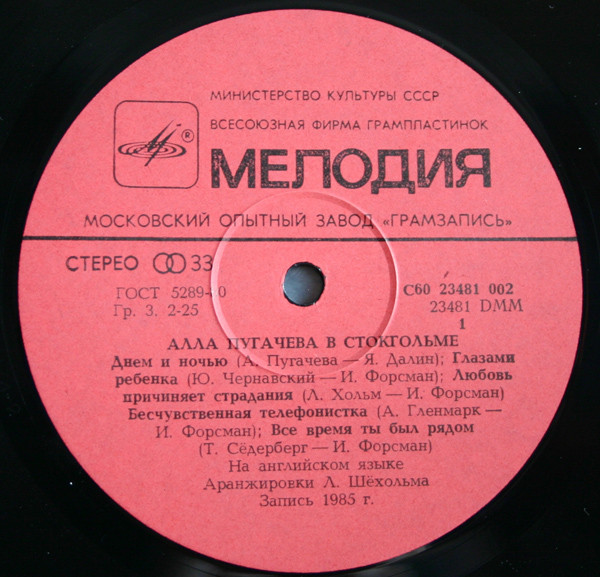 МИНИСТЕРСТВО КУЛЬТУРЫ СССР
ВСЕСОЮЗНАЯ ФИРМА ГРАМПЛАСТИНОК
®
МЕЛОДИЯ
МОСКОВСКИЙ ОПЫТНЫЙ ЗАВОД «ГРАМЗАПИСЬ»
СТЕРЕО 33
ГОСТ 5289-80
Гр. 3. 2-25
С60 23481 002
23481 DMM
1
АЛЛА ПУГАЧЕВА В СТОКГОЛЬМЕ
Днем и ночью (А. Пугачева — Я. Далин); Глазами
ребенка (Ю. Чернавский — И. Форсман); Любовь
причиняет страдания (Л. Хольм — И. Форсман)
Бесчувственная телефонистка (А. Гленмарк —
И. Форсман); Все время ты был рядом
(Т. Сёдерберг — И. Форсман)
На английском языке
Аранжировки Л. Шёхольма
Запись 1985 г.